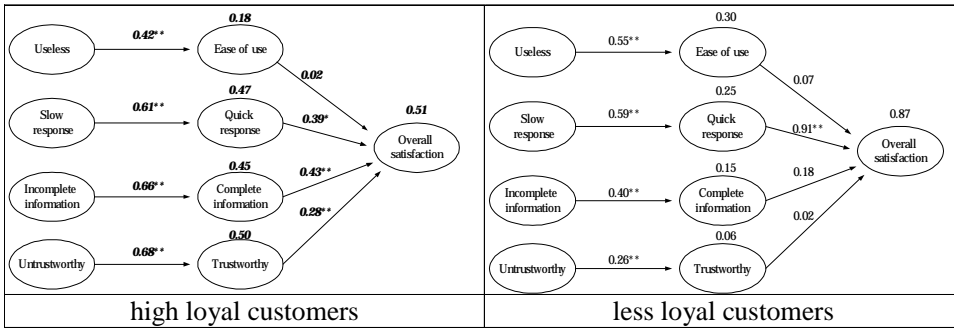 0.18
Useless
0.42**
Ease of use
0.02
0.47
Slow
response
0.61**
Quick
response
0.39*
0.51
Overall
satisfaction
0.45
Incomplete
information
0.66**
Complete
information
0.43**
0.28**
0.50
Untrustworthy
0.68**
Trustworthy
high loyal customers
0.30
Useless
0.55**
Ease of use
0.07
0.25
Slow
response
0.59**
Quick
response
0.91**
0.87
Overall
satisfaction
0.15
Incomplete
information
0.40**
Complete
information
0.18
0.02
0.06
Untrustworthy
0.26**
Trustworthy
less loyal customers